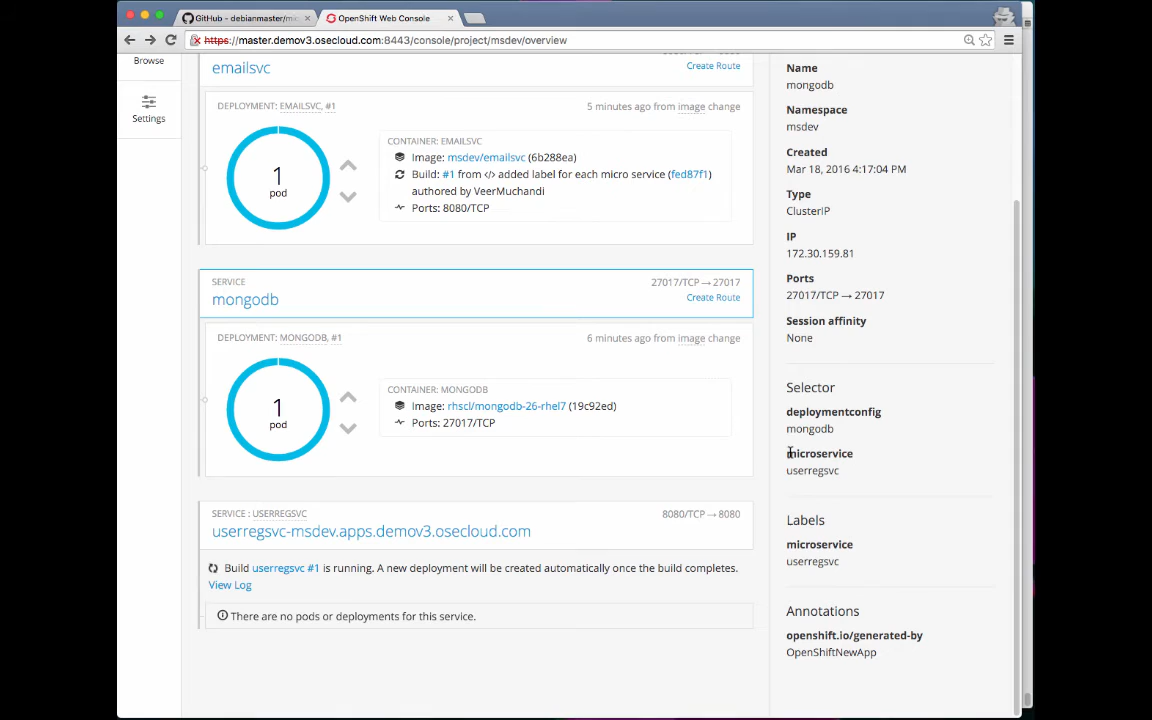 GitHub - debianmaster/mi
OpenShift Web Console
https://master.demov3.osecloud.com:8443/console/project/msdev/overview
Browse
Settings
emailsvc
Create Route
DEPLOYMENT: EMAILSVC, #1
5 minutes ago from image change
1
pod
CONTAINER: EMAILSVC
Image: msdev/emailsvc (6b288ea)
Build: #1 from </> added label for each micro service (fed87f1)
authored by VeerMuchandi
Ports: 8080/TCP
SERVICE
27017/TCP → 27017
mongodb
Create Route
DEPLOYMENT: MONGODB, #1
6 minutes ago from image change
1
pod
CONTAINER: MONGODB
Image: rhscl/mongodb-26-rhel7 (19c92ed)
Ports: 27017/TCP
SERVICE : USERREGSVC
8080/TCP → 8080
userregsvc-msdev.apps.demov3.osecloud.com
Build userregsvc #1 is running. A new deployment will be created automatically once the build completes.
View Log
There are no pods or deployments for this service.
Name
mongodb
Namespace
msdev
Created
Mar 18, 2016 4:17:04 PM
Type
ClusterIP
IP
172.30.159.81
Ports
27017/TCP → 27017
Session affinity
None
Selector
deploymentconfig
mongodb
microservice
userregsvc
Labels
microservice
userregsvc
Annotations
openshift.io/generated-by
OpenShiftNewApp